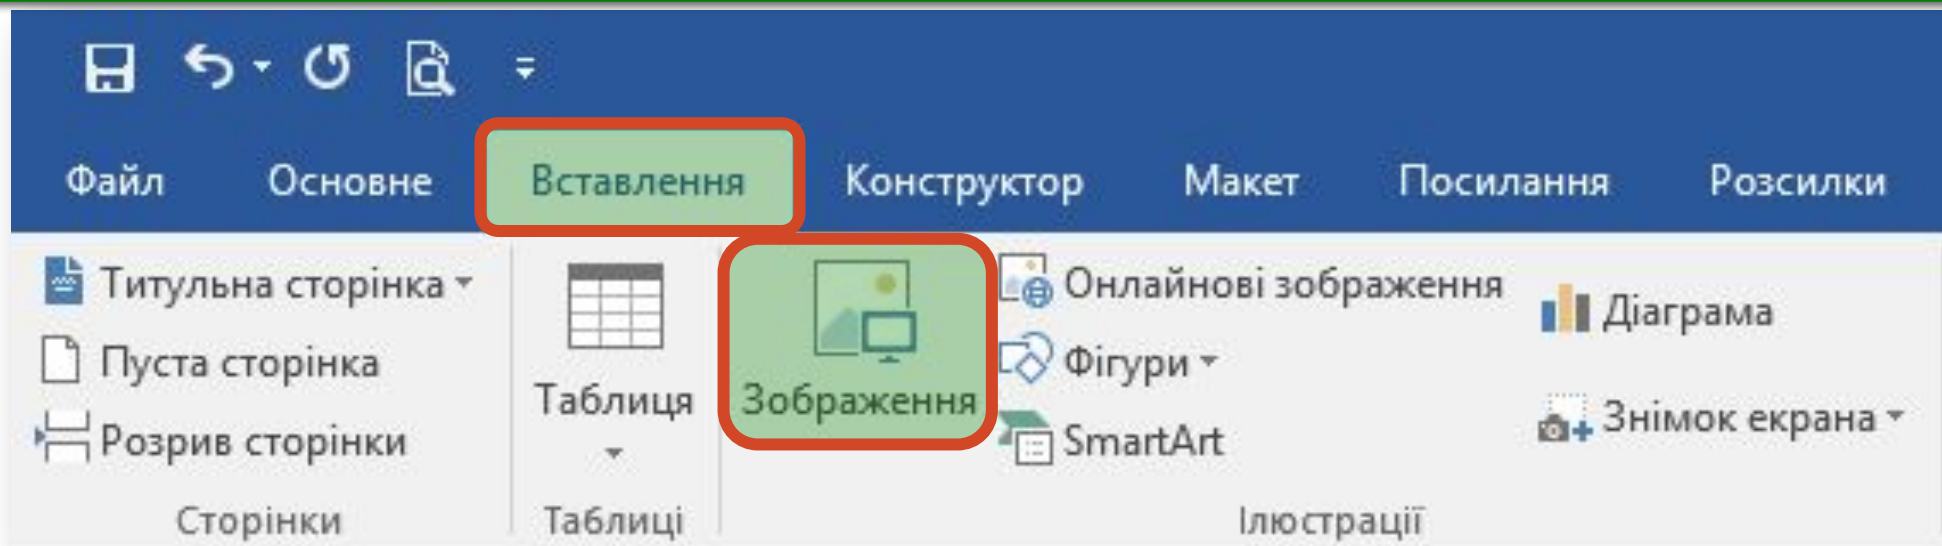 Файл Основне Вставлення Конструктор Макет Посилання Розсилки
Титульна сторінка
Пуста сторінка
Розрив сторінки
Сторінки
Таблиця
Таблиці
Зображення
Онлайнові зображення
Фігури
SmartArt
Діаграма
Знімок екрана
Ілюстрації